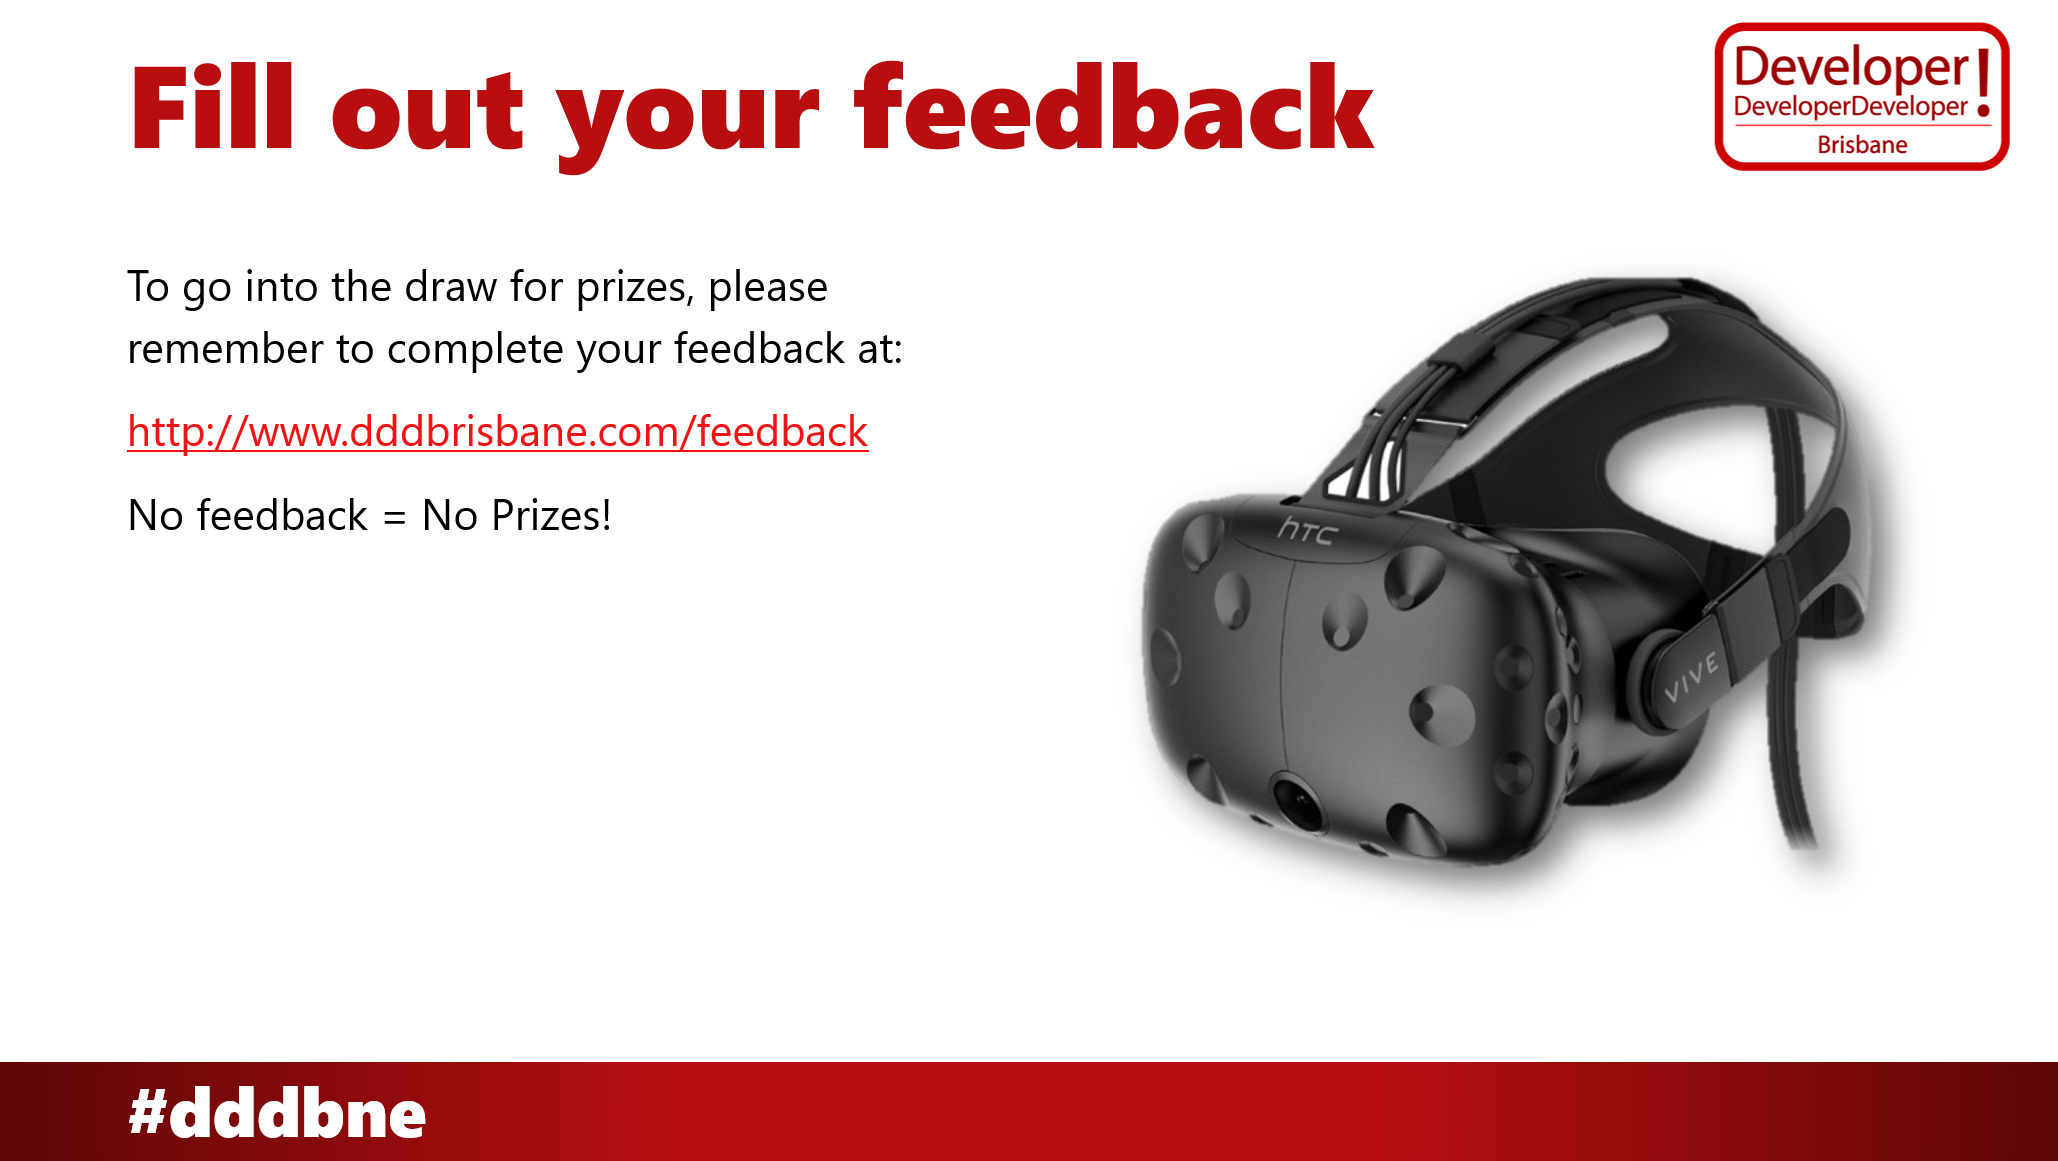 Fill out your feedback
Developer!
DeveloperDeveloper
Brisbane
To go into the draw for prizes, please
remember to complete your feedback at:
http://www.dddbrisbane.com/feedback
No feedback = No Prizes!
hTC
VIVE
#dddbne